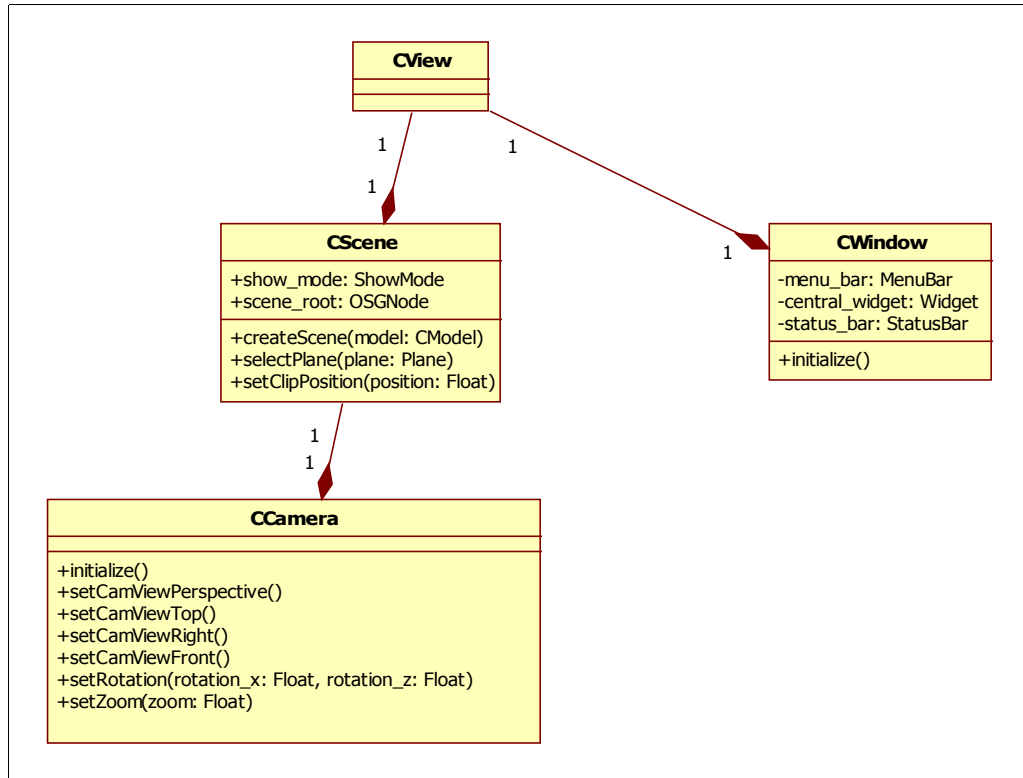 CView
1
1
1
1
CScene
+show_mode: ShowMode
+scene_root: OSGNode
+createScene(model: CModel)
+selectPlane(plane: Plane)
+setClipPosition(position: Float)
CWindow
-menu_bar: MenuBar
-central_widget: Widget
-status_bar: StatusBar
+initialize()
1
1
CCamera
+initialize()
+setCamViewPerspective()
+setCamViewTop()
+setCamViewRight()
+setCamViewFront()
+setRotation(rotation_x: Float, rotation_z: Float)
+setZoom(zoom: Float)